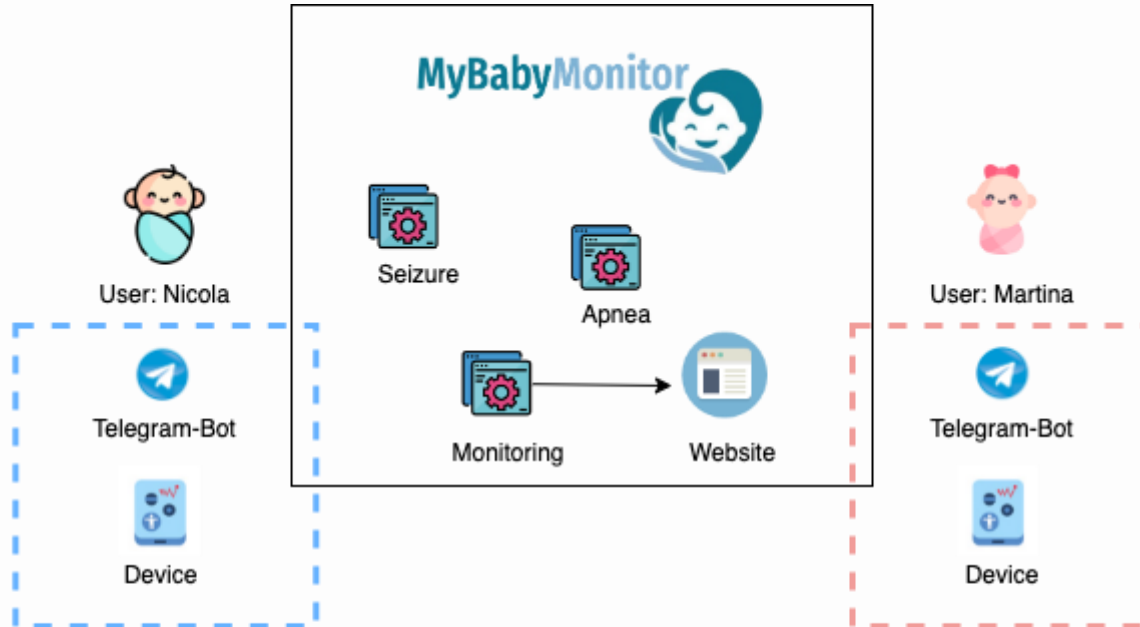 MyBabyMonitor
Seizure
Apnea
User: Nicola
User: Martina
Telegram-Bot
Monitoring
Website
Telegram-Bot
Device
Device